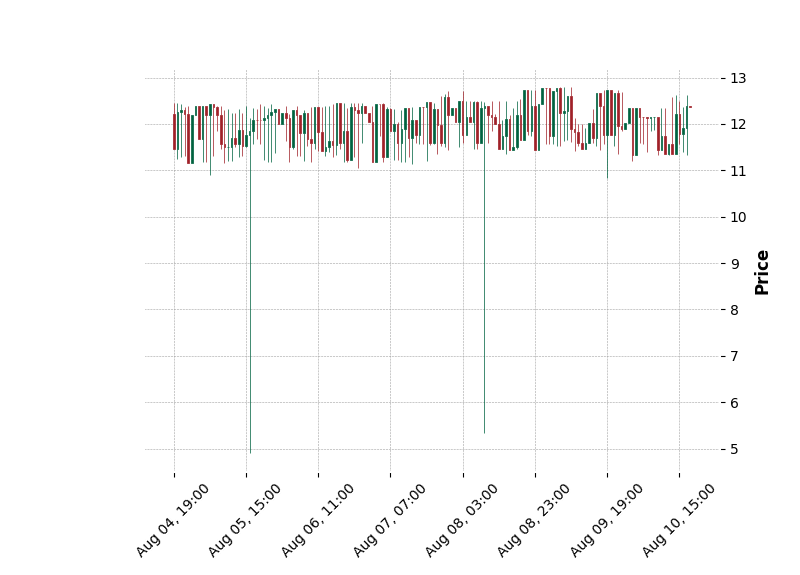 13
12
11
10
9
8
7
6
5
Price
Aug 04, 19:00
Aug 05, 15:00
Aug 06, 11:00
Aug 07, 07:00
Aug 08, 03:00
Aug 08, 23:00
Aug 09, 19:00
Aug 10, 15:00